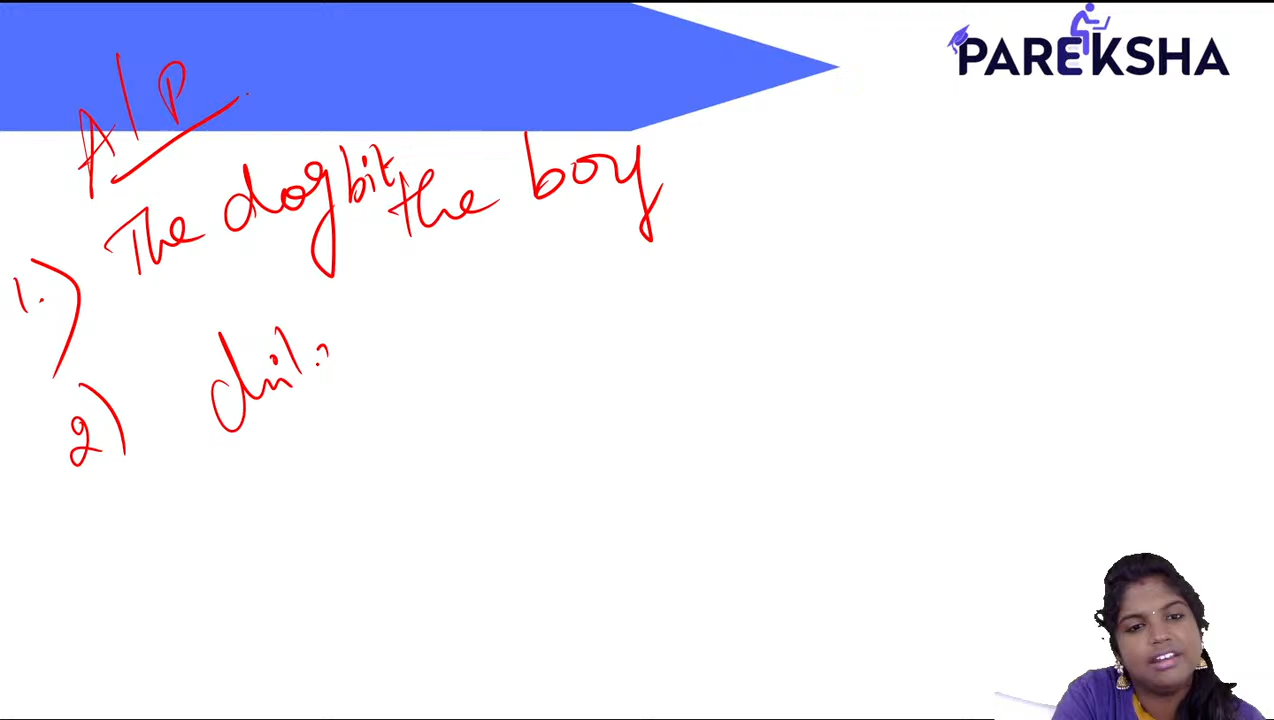 PAREKSHA
A/P
1.) The dog bit the boy
2)